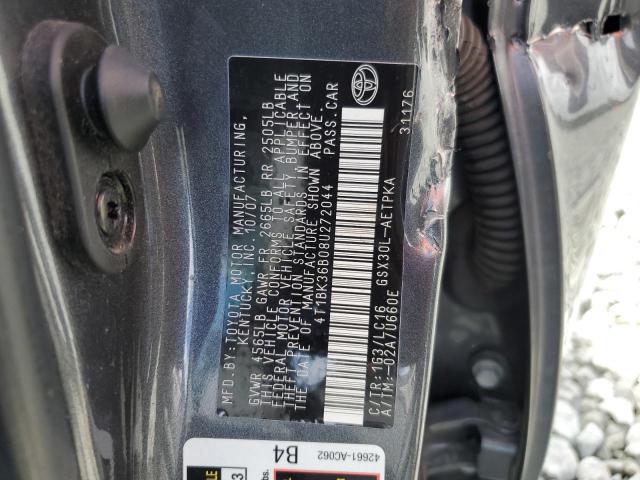 MFD.BY:TOYOTA MOTOR MANUFACTURING,
KENTUCKY, INC. 10/07
GVWR 4565LB GAWR FR 2665LB RR 2505LB
THIS VEHICLE CONFORMS TO ALL APPLICABLE
FEDERAL MOTOR VEHICLE SAFETY, BUMPER AND
THEFT PREVENTION STANDARDS IN EFFECT ON
THE DATE OF MANUFACTURE SHOWN ABOVE.
4T1BK36B08U272044 PASS.CAR
C/TR:1G3/LC16 GSX30L-AETPKA
A/TM:-02A/U660E
31176
42661-AC062
B4